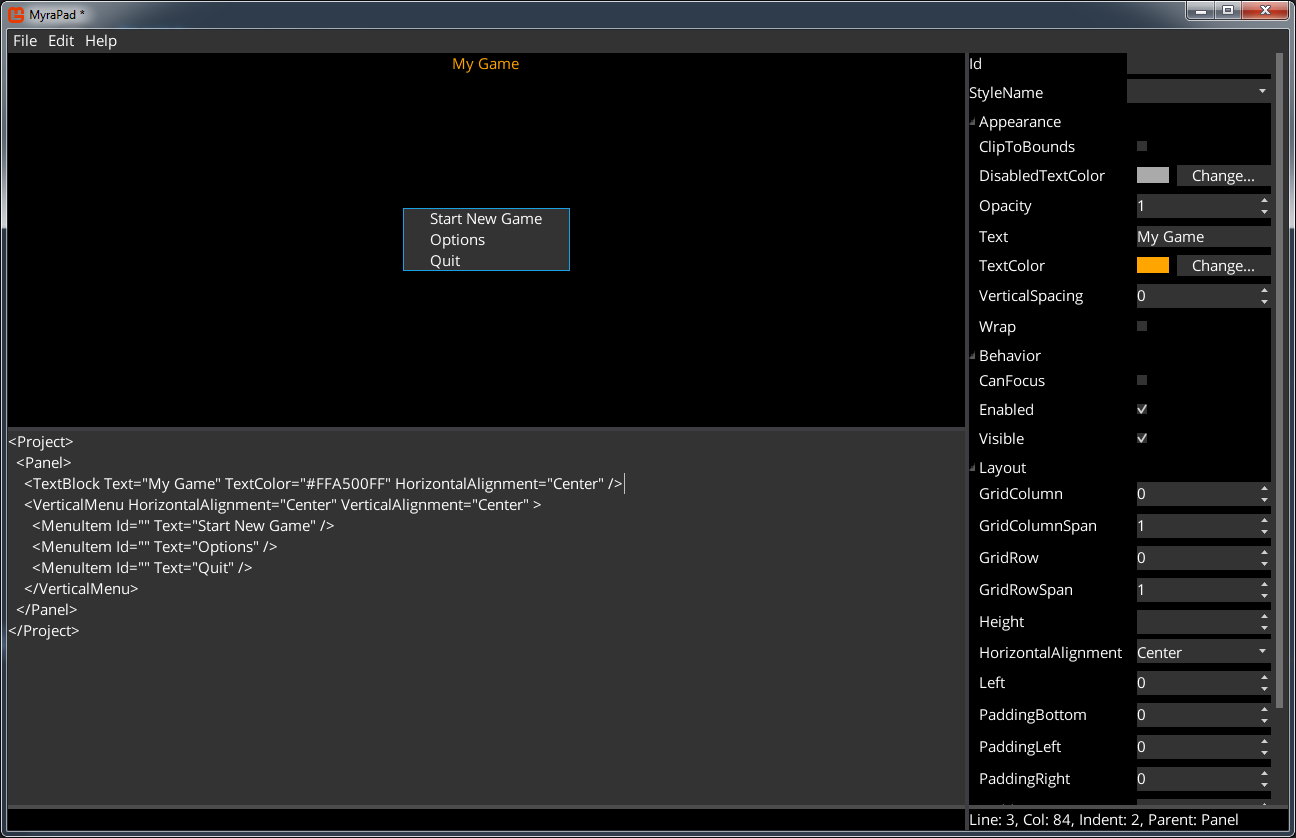 MyraPad *
File Edit Help
My Game
Start New Game
Options
Quit
<Project>
<Panel>
<TextBlock Text="My Game" TextColor="#FFA500FF" HorizontalAlignment="Center" />
<VerticalMenu HorizontalAlignment="Center" VerticalAlignment="Center" >
<MenuItem Id="" Text="Start New Game" />
<MenuItem Id="" Text="Options" />
<MenuItem Id="" Text="Quit" />
</VerticalMenu>
</Panel>
</Project>
Id
StyleName
Appearance
ClipToBounds
DisabledTextColor Change...
Opacity 1
Text My Game
TextColor Change...
VerticalSpacing 0
Wrap
Behavior
CanFocus
Enabled
Visible
Layout
GridColumn 0
GridColumnSpan 1
GridRow 0
GridRowSpan 1
Height
HorizontalAlignment Center
Left 0
PaddingBottom 0
PaddingLeft 0
PaddingRight 0
Line: 3, Col: 84, Indent: 2, Parent: Panel